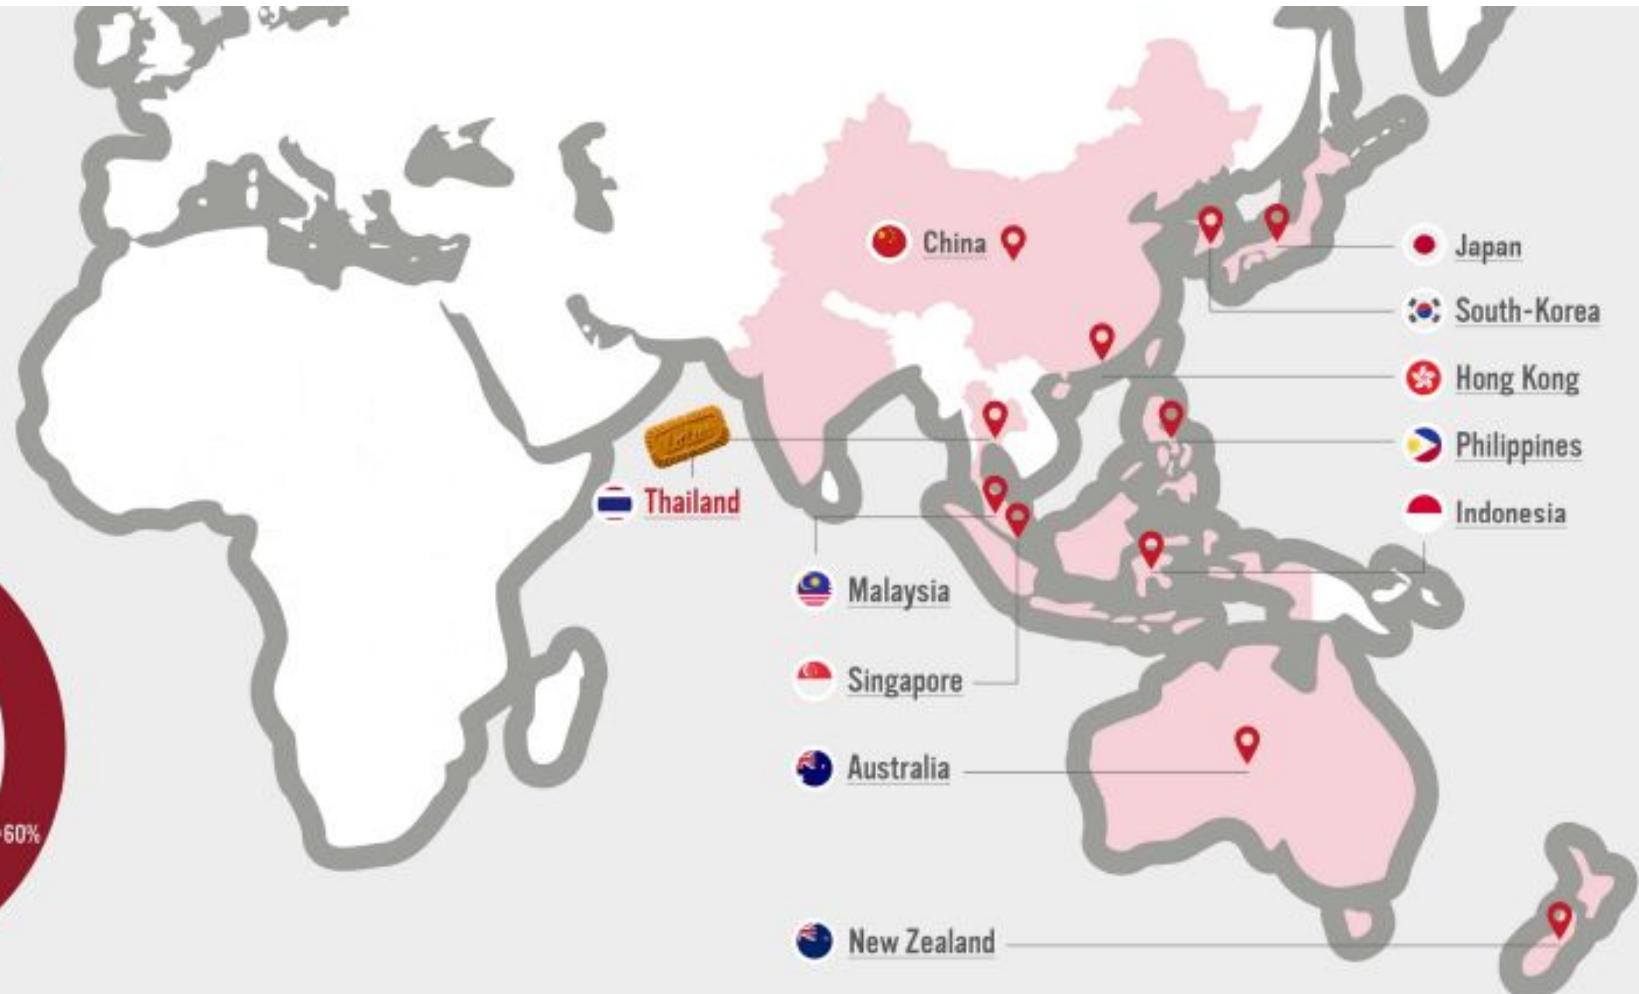 China
Japan
South-Korea
Hong Kong
Philippines
Thailand
Indonesia
Malaysia
Singapore
Australia
60%
New Zealand